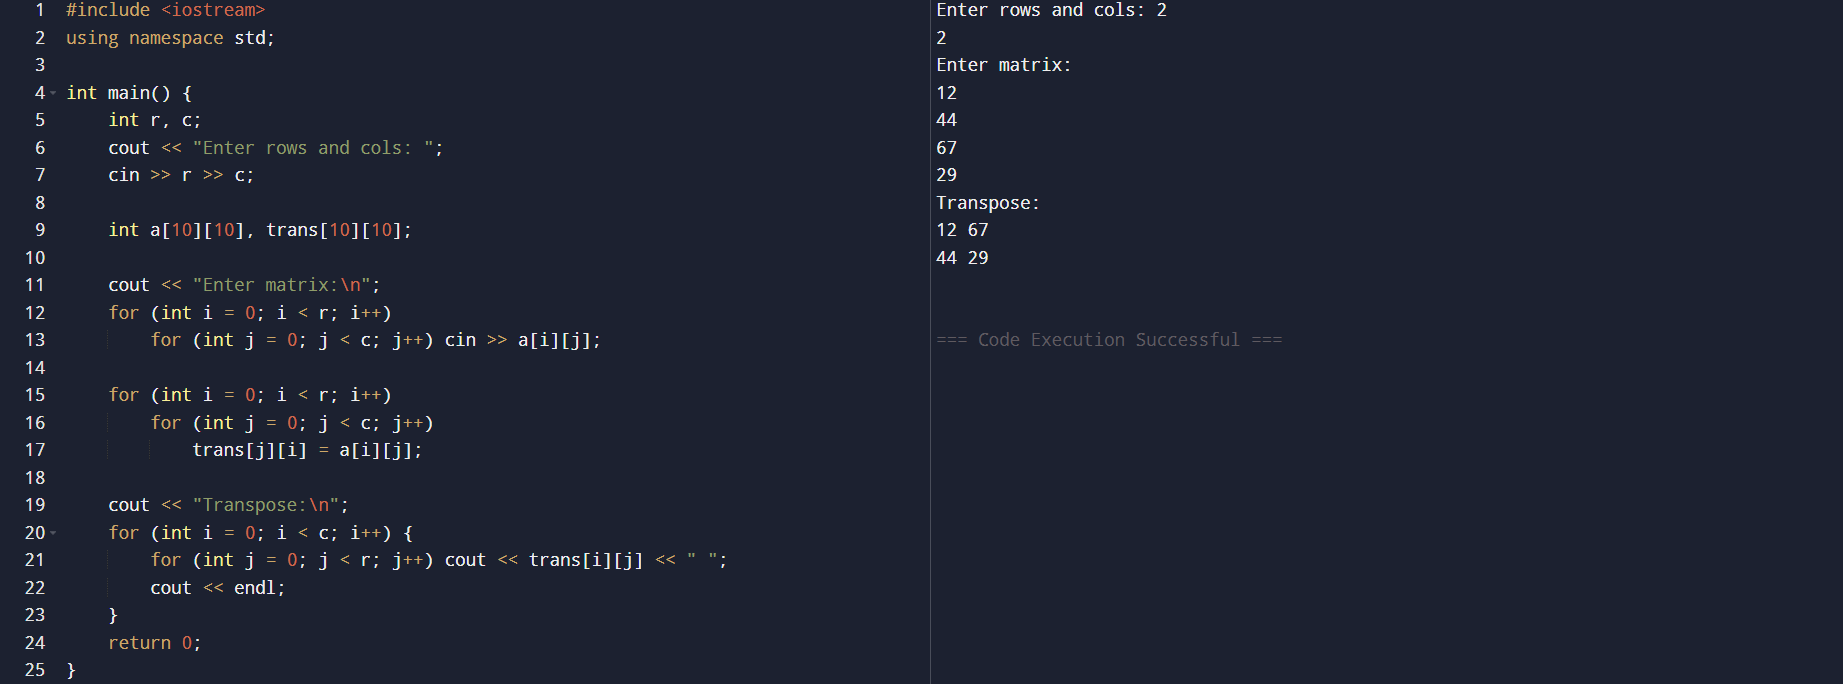 1 #include <iostream>
2 using namespace std;
3
4 int main() {
5     int r, c;
6     cout << "Enter rows and cols: ";
7     cin >> r >> c;
8
9     int a[10][10], trans[10][10];
10
11     cout << "Enter matrix:\n";
12     for (int i = 0; i < r; i++)
13         for (int j = 0; j < c; j++) cin >> a[i][j];
14
15     for (int i = 0; i < r; i++)
16         for (int j = 0; j < c; j++)
17             trans[j][i] = a[i][j];
18
19     cout << "Transpose:\n";
20     for (int i = 0; i < c; i++) {
21         for (int j = 0; j < r; j++) cout << trans[i][j] << " ";
22         cout << endl;
23     }
24     return 0;
25 }
Enter rows and cols: 2
2
Enter matrix:
12
44
67
29
Transpose:
12 67
44 29
=== Code Execution Successful ===